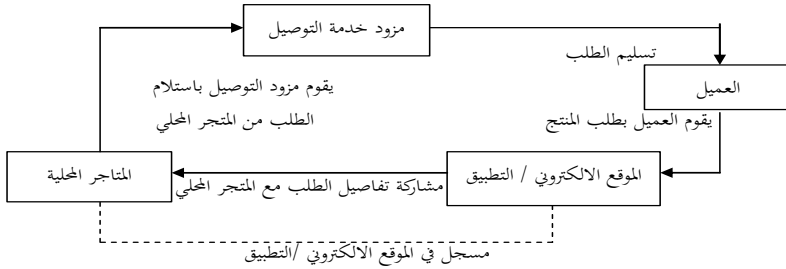 مزود خدمة التوصيل
تسليم الطلب
العميل
يقوم مزود التوصيل باستلام
الطلب من المتجر المحلي
يقوم العميل بطلب المنتج
الموقع الالكتروني / التطبيق
مشاركة تفاصيل الطلب مع المتجر المحلي
المتاجر المحلية
مسجل في الموقع الالكتروني /التطبيق